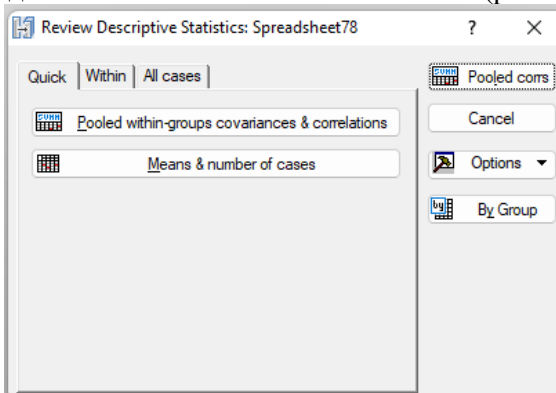 Review Descriptive Statistics: Spreadsheet78 ? ×
Quick Within All cases
Pooled corrs
Pooled within-groups covariances & correlations
Cancel
Means & number of cases
Options
By Group